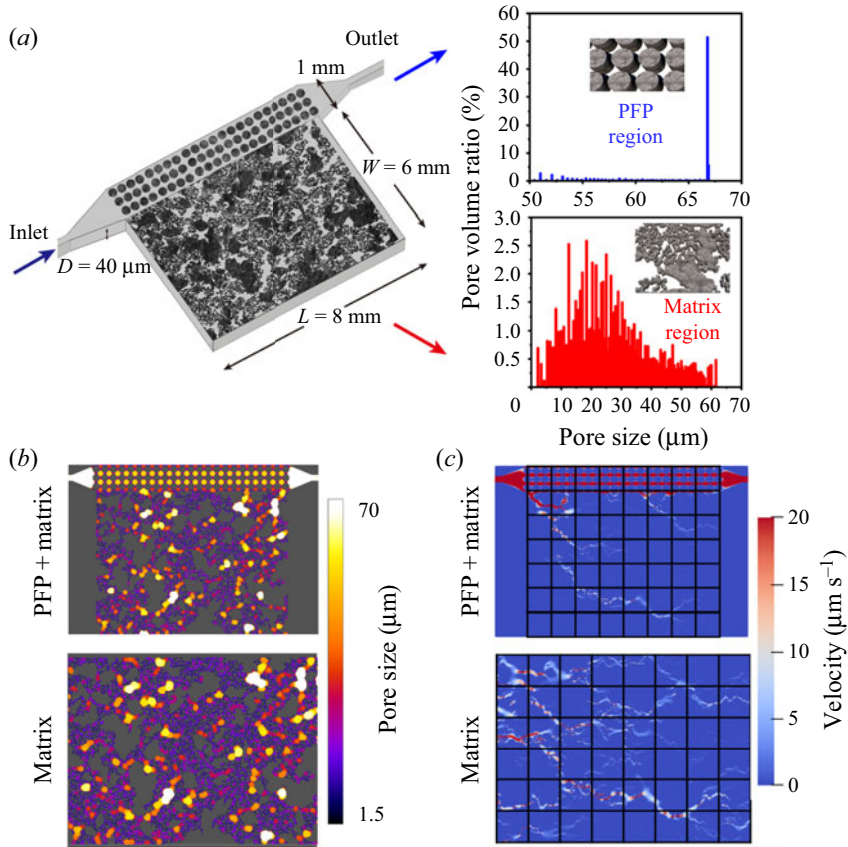 (a)
Outlet
1 mm
W = 6 mm
Inlet
D = 40 μm
L = 8 mm
Pore volume ratio (%)
60
50
40
30
20
10
0
50 55 60 65 70
PFP
region
3.0
2.5
2.0
1.5
1.0
0.5
0 10 20 30 40 50 60 70
Matrix
region
Pore size (μm)
(b)
PFP + matrix
Matrix
70
Pore size (μm)
1.5
(c)
PFP + matrix
Matrix
20
15
10
5
0
Velocity (μm s⁻¹)